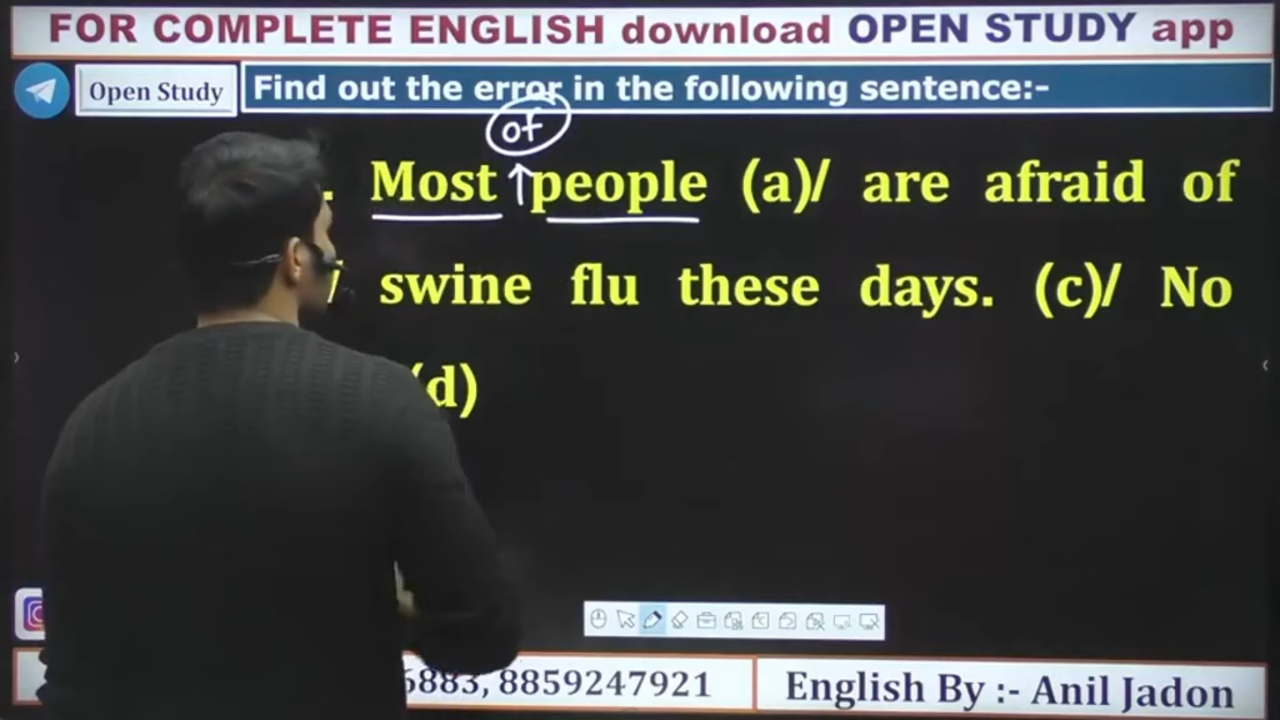 FOR COMPLETE ENGLISH download OPEN STUDY app
Open Study
Find out the error in the following sentence:-
of
. Most ↑ people (a)/ are afraid of
/ swine flu these days. (c)/ No
(d)
6883, 8859247921
English By :- Anil Jadon